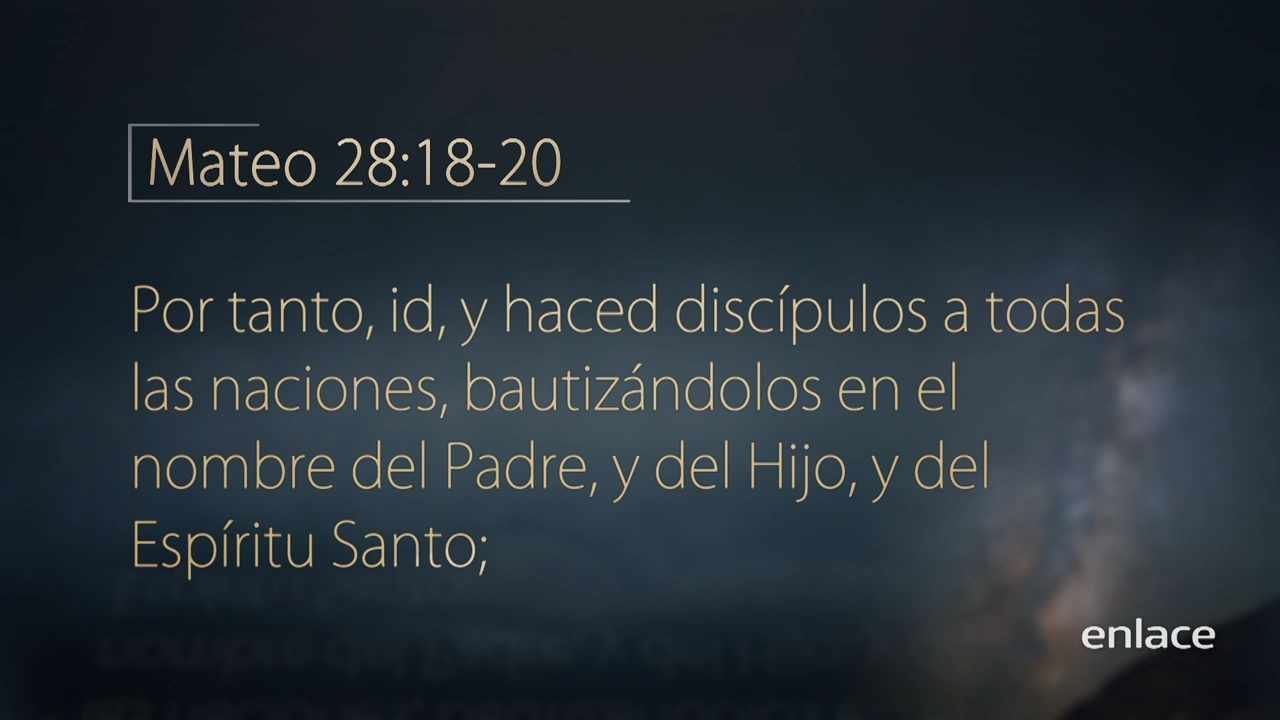 Mateo 28:18-20
Por tanto, id, y haced discípulos a todas
las naciones, bautizándolos en el
nombre del Padre, y del Hijo, y del
Espíritu Santo;
enlace